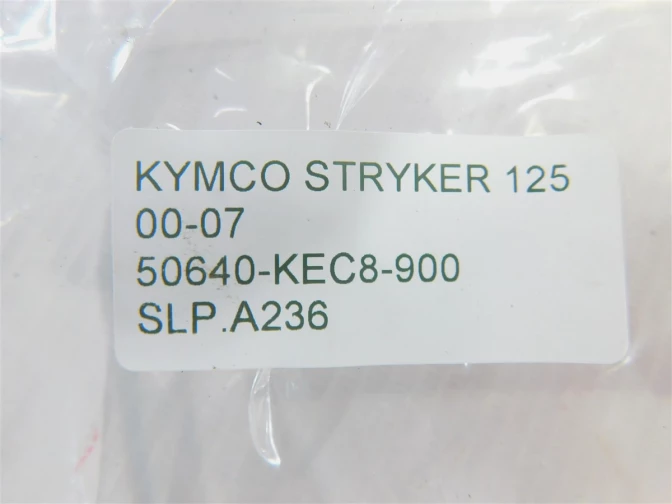 KYMCO STRYKER 125
00-07
50640-KEC8-900
SLP.A236